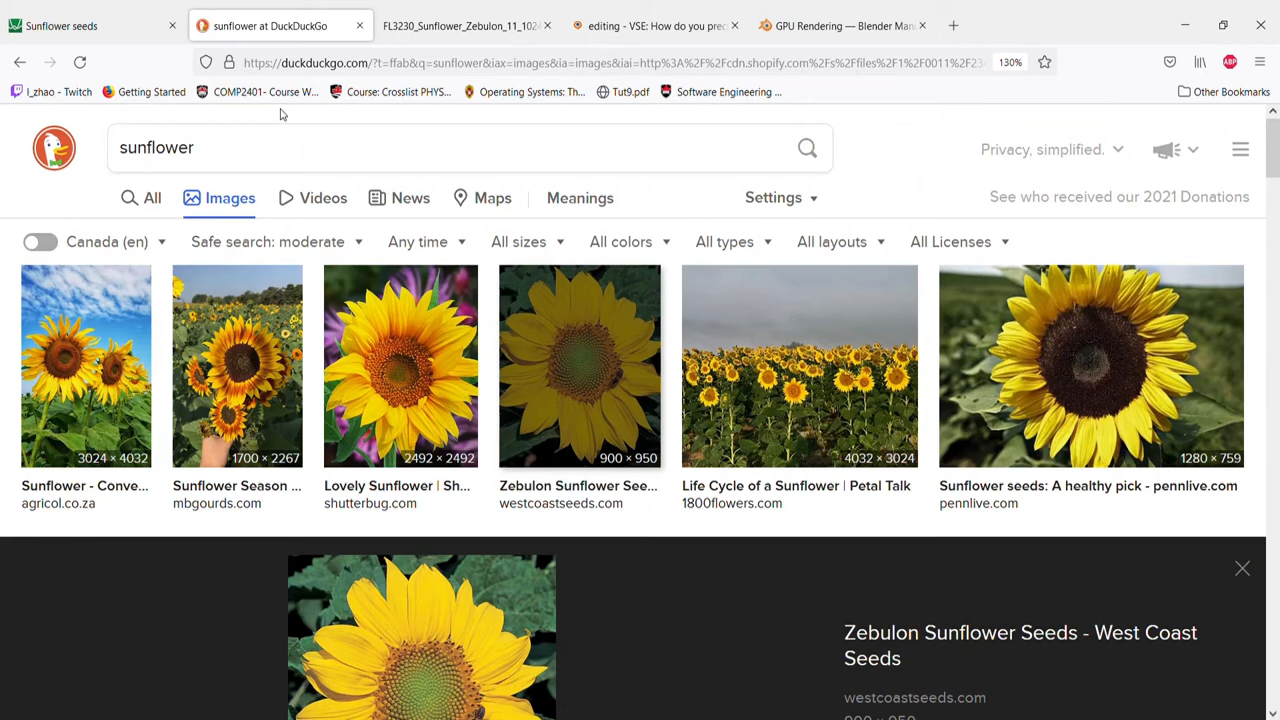 Sunflower seeds
sunflower at DuckDuckGo
FL3230_Sunflower_Zebulon_11_1024
editing - VSE: How do you prec
GPU Rendering — Blender Man
https://duckduckgo.com/?t=ffab&q=sunflower&iax=images&ia=images&iai=http%3A%2F%2Fcdn.shopify.com%2Fs%2Ffiles%2F1%2F0011%2F23
130%
ABP
l_zhao - Twitch
Getting Started
COMP2401- Course W...
Course: Crosslist PHYS...
Operating Systems: Th...
Tut9.pdf
Software Engineering ...
Other Bookmarks
sunflower
Privacy, simplified.
All
Images
Videos
News
Maps
Meanings
Settings
See who received our 2021 Donations
Canada (en)
Safe search: moderate
Any time
All sizes
All colors
All types
All layouts
All Licenses
3024 × 4032
1700 × 2267
2492 × 2492
900 × 950
4032 × 3024
1280 × 759
Sunflower - Conve...
Sunflower Season ...
Lovely Sunflower | Sh...
Zebulon Sunflower See...
Life Cycle of a Sunflower | Petal Talk
Sunflower seeds: A healthy pick - pennlive.com
agricol.co.za
mbgourds.com
shutterbug.com
westcoastseeds.com
1800flowers.com
pennlive.com
Zebulon Sunflower Seeds - West Coast
Seeds
westcoastseeds.com
900 × 950